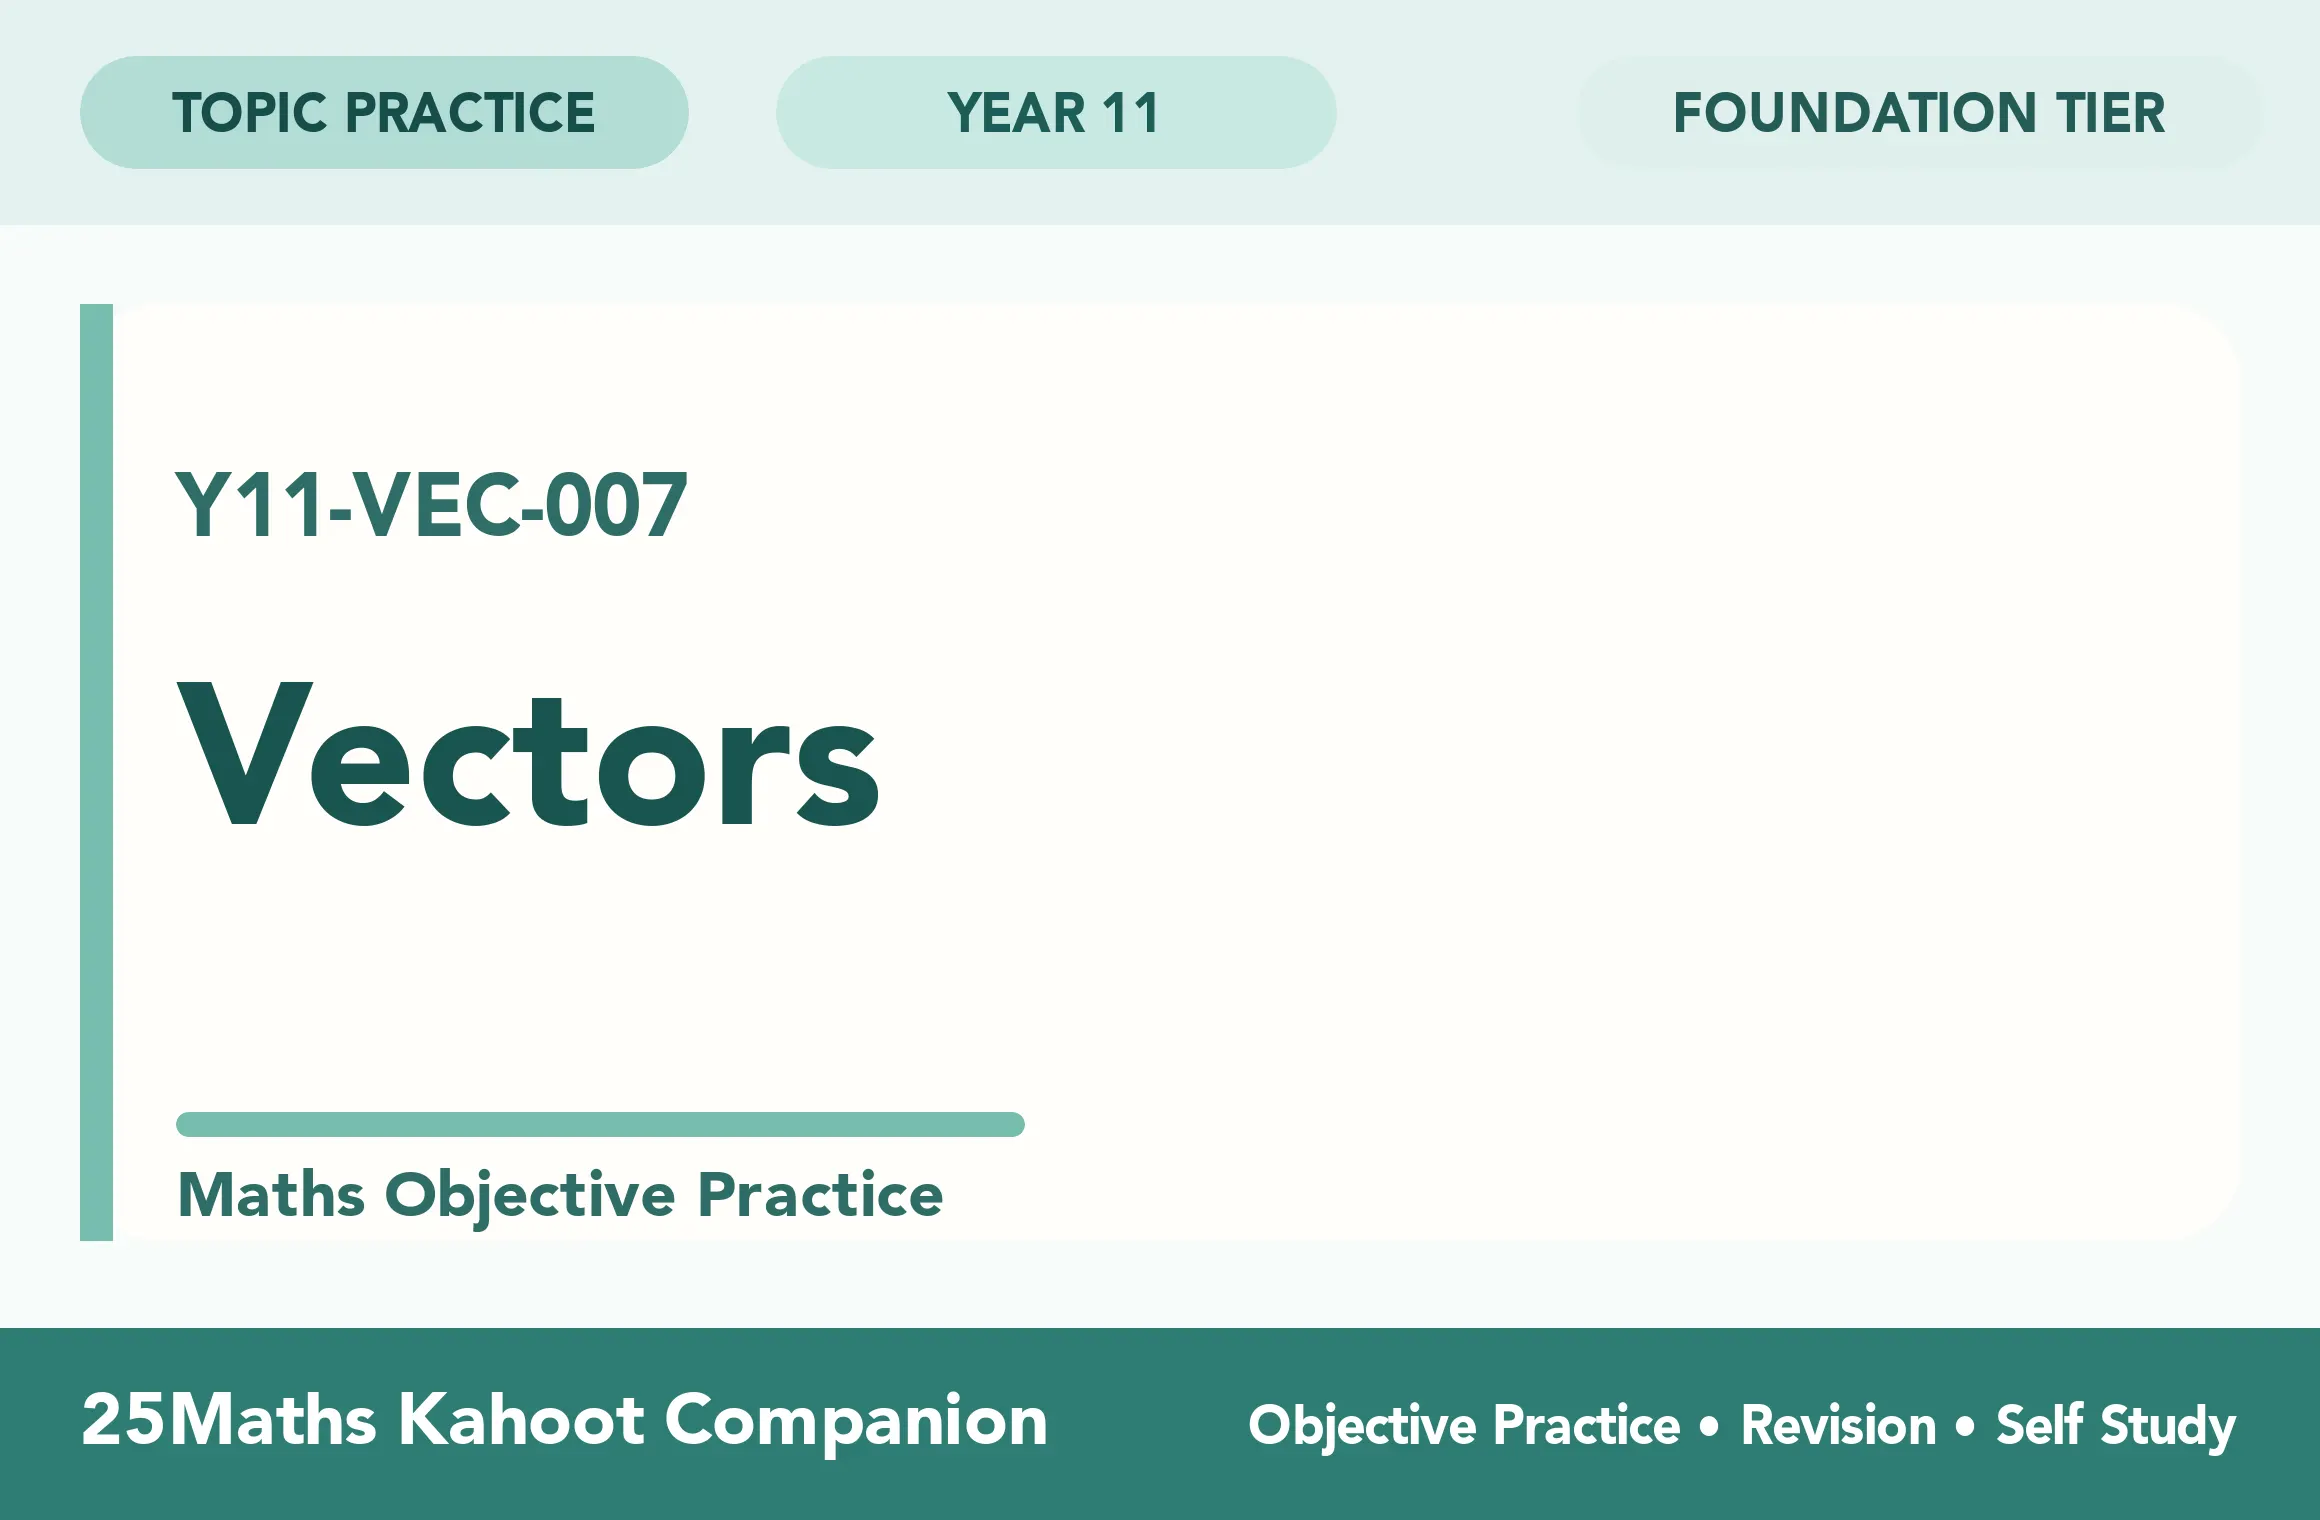 TOPIC PRACTICE
YEAR 11
FOUNDATION TIER
Y11-VEC-007
Vectors
Maths Objective Practice
25Maths Kahoot Companion
Objective Practice • Revision • Self Study